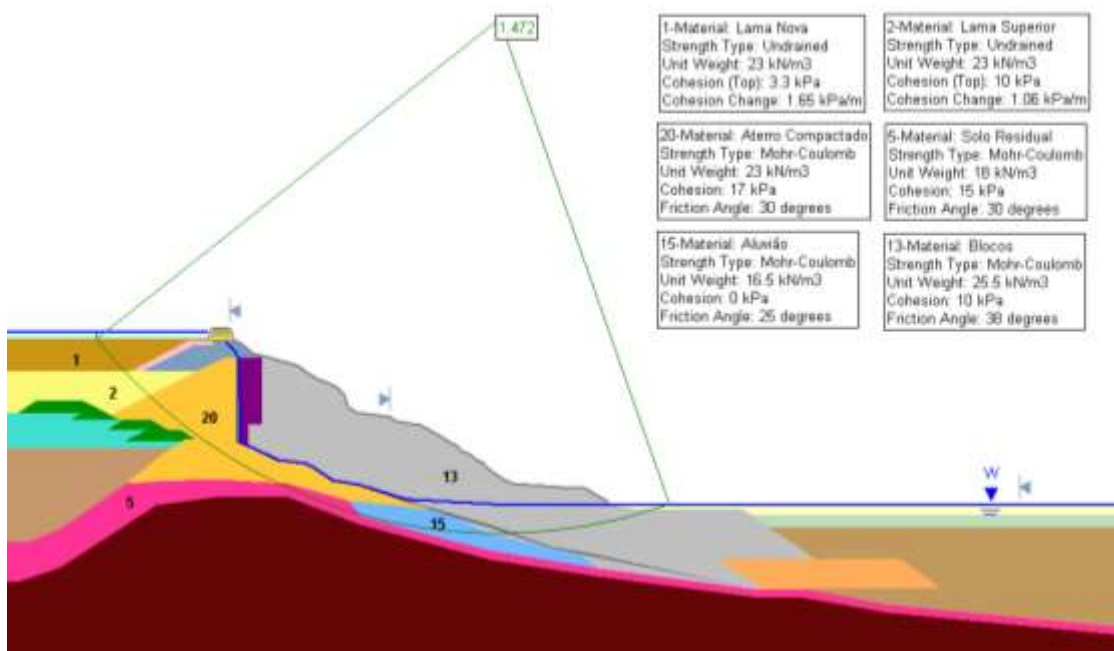 1.472
1-Material: Lama Nova
Strength Type: Undrained
Unit Weight: 23 kN/m3
Cohesion (Top): 3.3 kPa
Cohesion Change: 1.65 kPa/m
2-Material: Lama Superior
Strength Type: Undrained
Unit Weight: 23 kN/m3
Cohesion (Top): 10 kPa
Cohesion Change: 1.06 kPa/m
20-Material: Aterro Compactado
Strength Type: Mohr-Coulomb
Unit Weight: 23 kN/m3
Cohesion: 17 kPa
Friction Angle: 30 degrees
5-Material: Solo Residual
Strength Type: Mohr-Coulomb
Unit Weight: 18 kN/m3
Cohesion: 15 kPa
Friction Angle: 30 degrees
15-Material: Aluvião
Strength Type: Mohr-Coulomb
Unit Weight: 16.5 kN/m3
Cohesion: 0 kPa
Friction Angle: 25 degrees
13-Material: Blocos
Strength Type: Mohr-Coulomb
Unit Weight: 25.5 kN/m3
Cohesion: 10 kPa
Friction Angle: 38 degrees
1
2
20
13
W
5
15